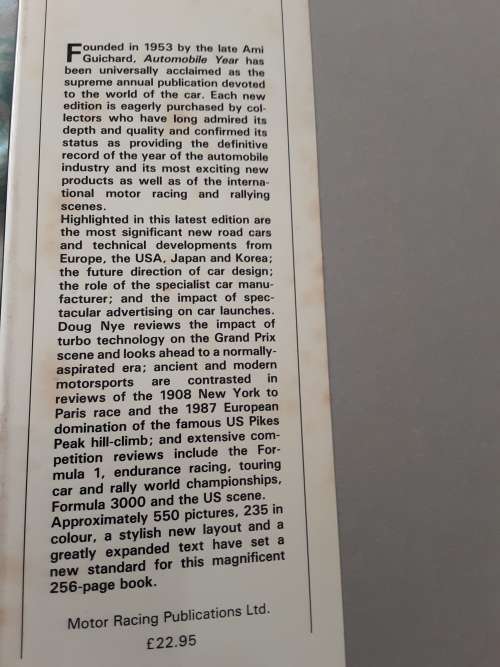 Founded in 1953 by the late Ami
Guichard, Automobile Year has
been universally acclaimed as the
supreme annual publication devoted
to the world of the car. Each new
edition is eagerly purchased by col-
lectors who have long admired its
depth and quality and confirmed its
status as providing the definitive
record of the year of the automobile
industry and its most exciting new
products as well as of the interna-
tional motor racing and rallying
scenes.
Highlighted in this latest edition are
the most significant new road cars
and technical developments from
Europe, the USA, Japan and Korea;
the future direction of car design;
the role of the specialist car manu-
facturer; and the impact of spec-
tacular advertising on car launches.
Doug Nye reviews the impact of
turbo technology on the Grand Prix
scene and looks ahead to a normally-
aspirated era; ancient and modern
motorsports are contrasted in
reviews of the 1908 New York to
Paris race and the 1987 European
domination of the famous US Pikes
Peak hill-climb; and extensive com-
petition reviews include the For-
mula 1, endurance racing, touring
car and rally world championships,
Formula 3000 and the US scene.
Approximately 550 pictures, 235 in
colour, a stylish new layout and a
greatly expanded text have set a
new standard for this magnificent
256-page book.
Motor Racing Publications Ltd.
£22.95